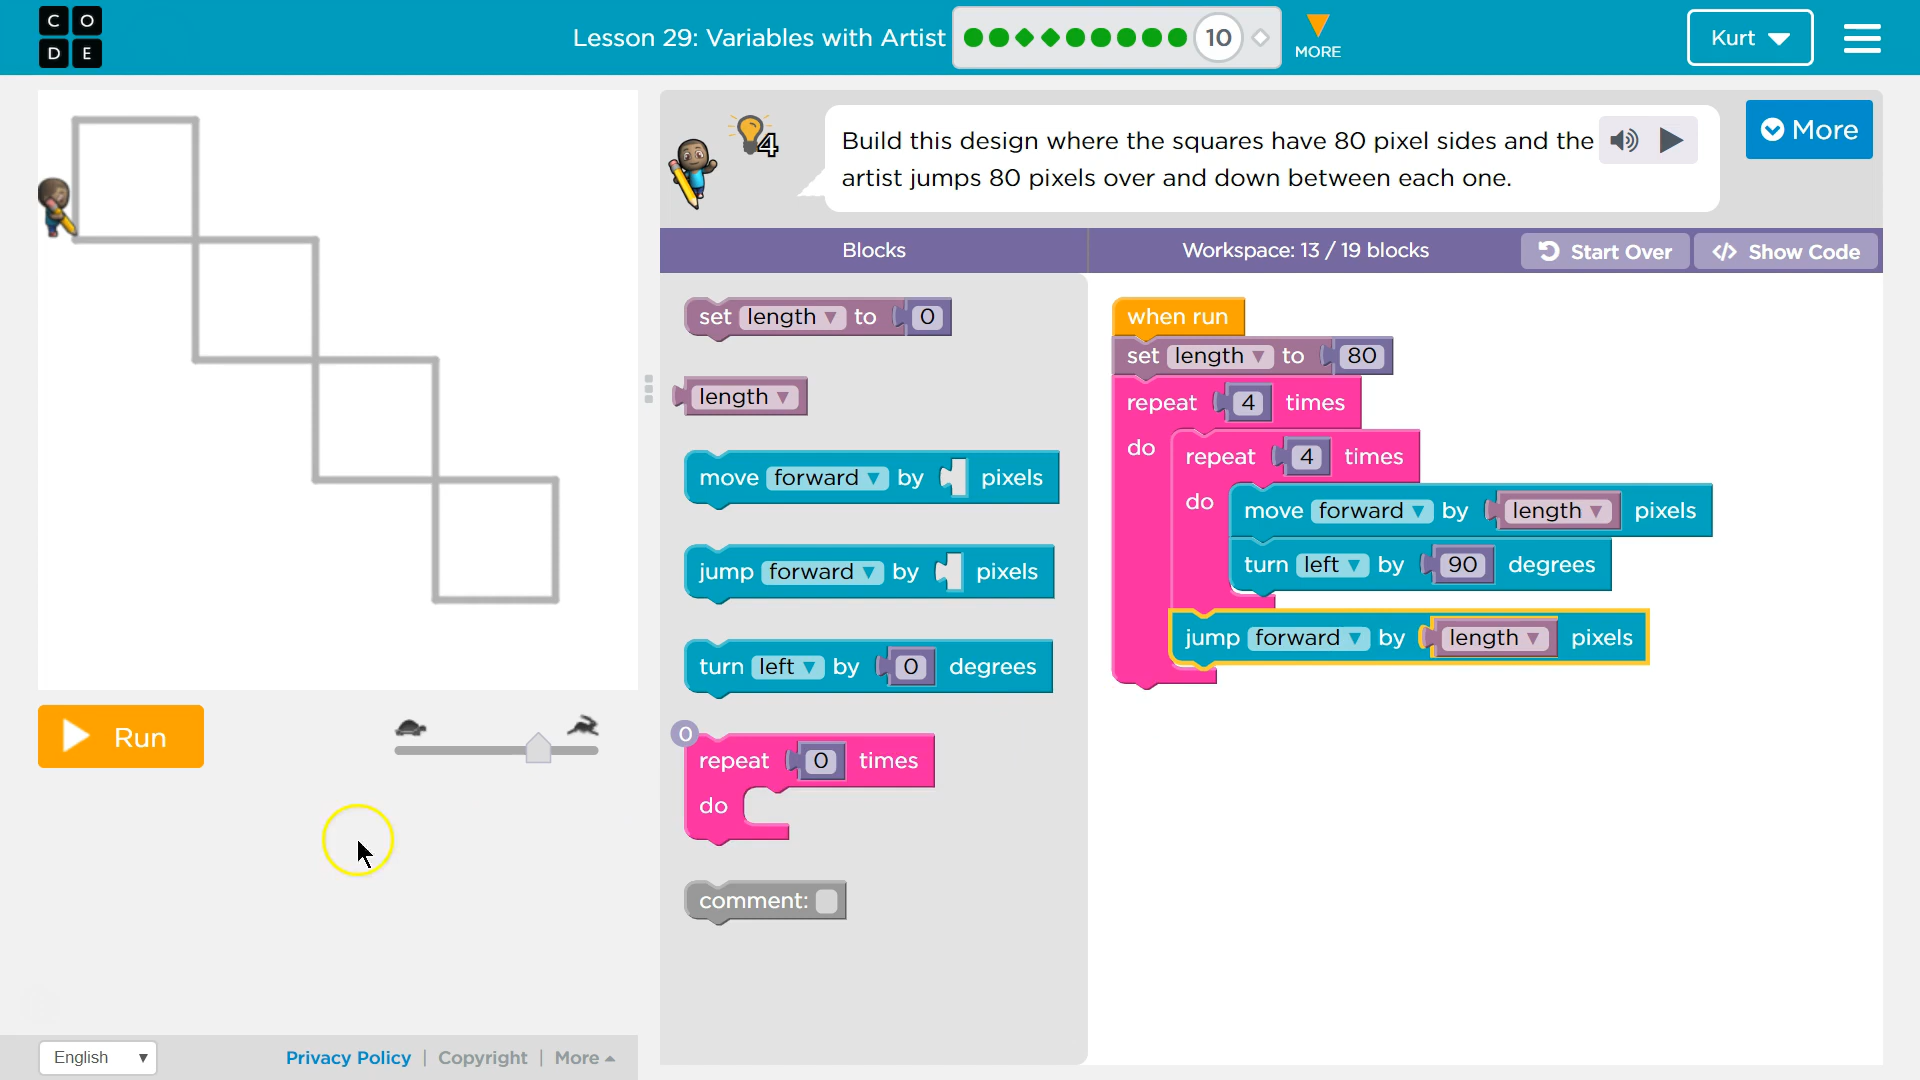 C O
D E
Lesson 29: Variables with Artist
10
MORE
Kurt
4
Build this design where the squares have 80 pixel sides and the
artist jumps 80 pixels over and down between each one.
More
Blocks
Workspace: 13 / 19 blocks
Start Over
Show Code
set length to 0
length
move forward by pixels
jump forward by pixels
turn left by 0 degrees
0
repeat 0 times
do
comment:
when run
set length to 80
repeat 4 times
do
repeat 4 times
do
move forward by length pixels
turn left by 90 degrees
jump forward by length pixels
Run
English
Privacy Policy | Copyright | More